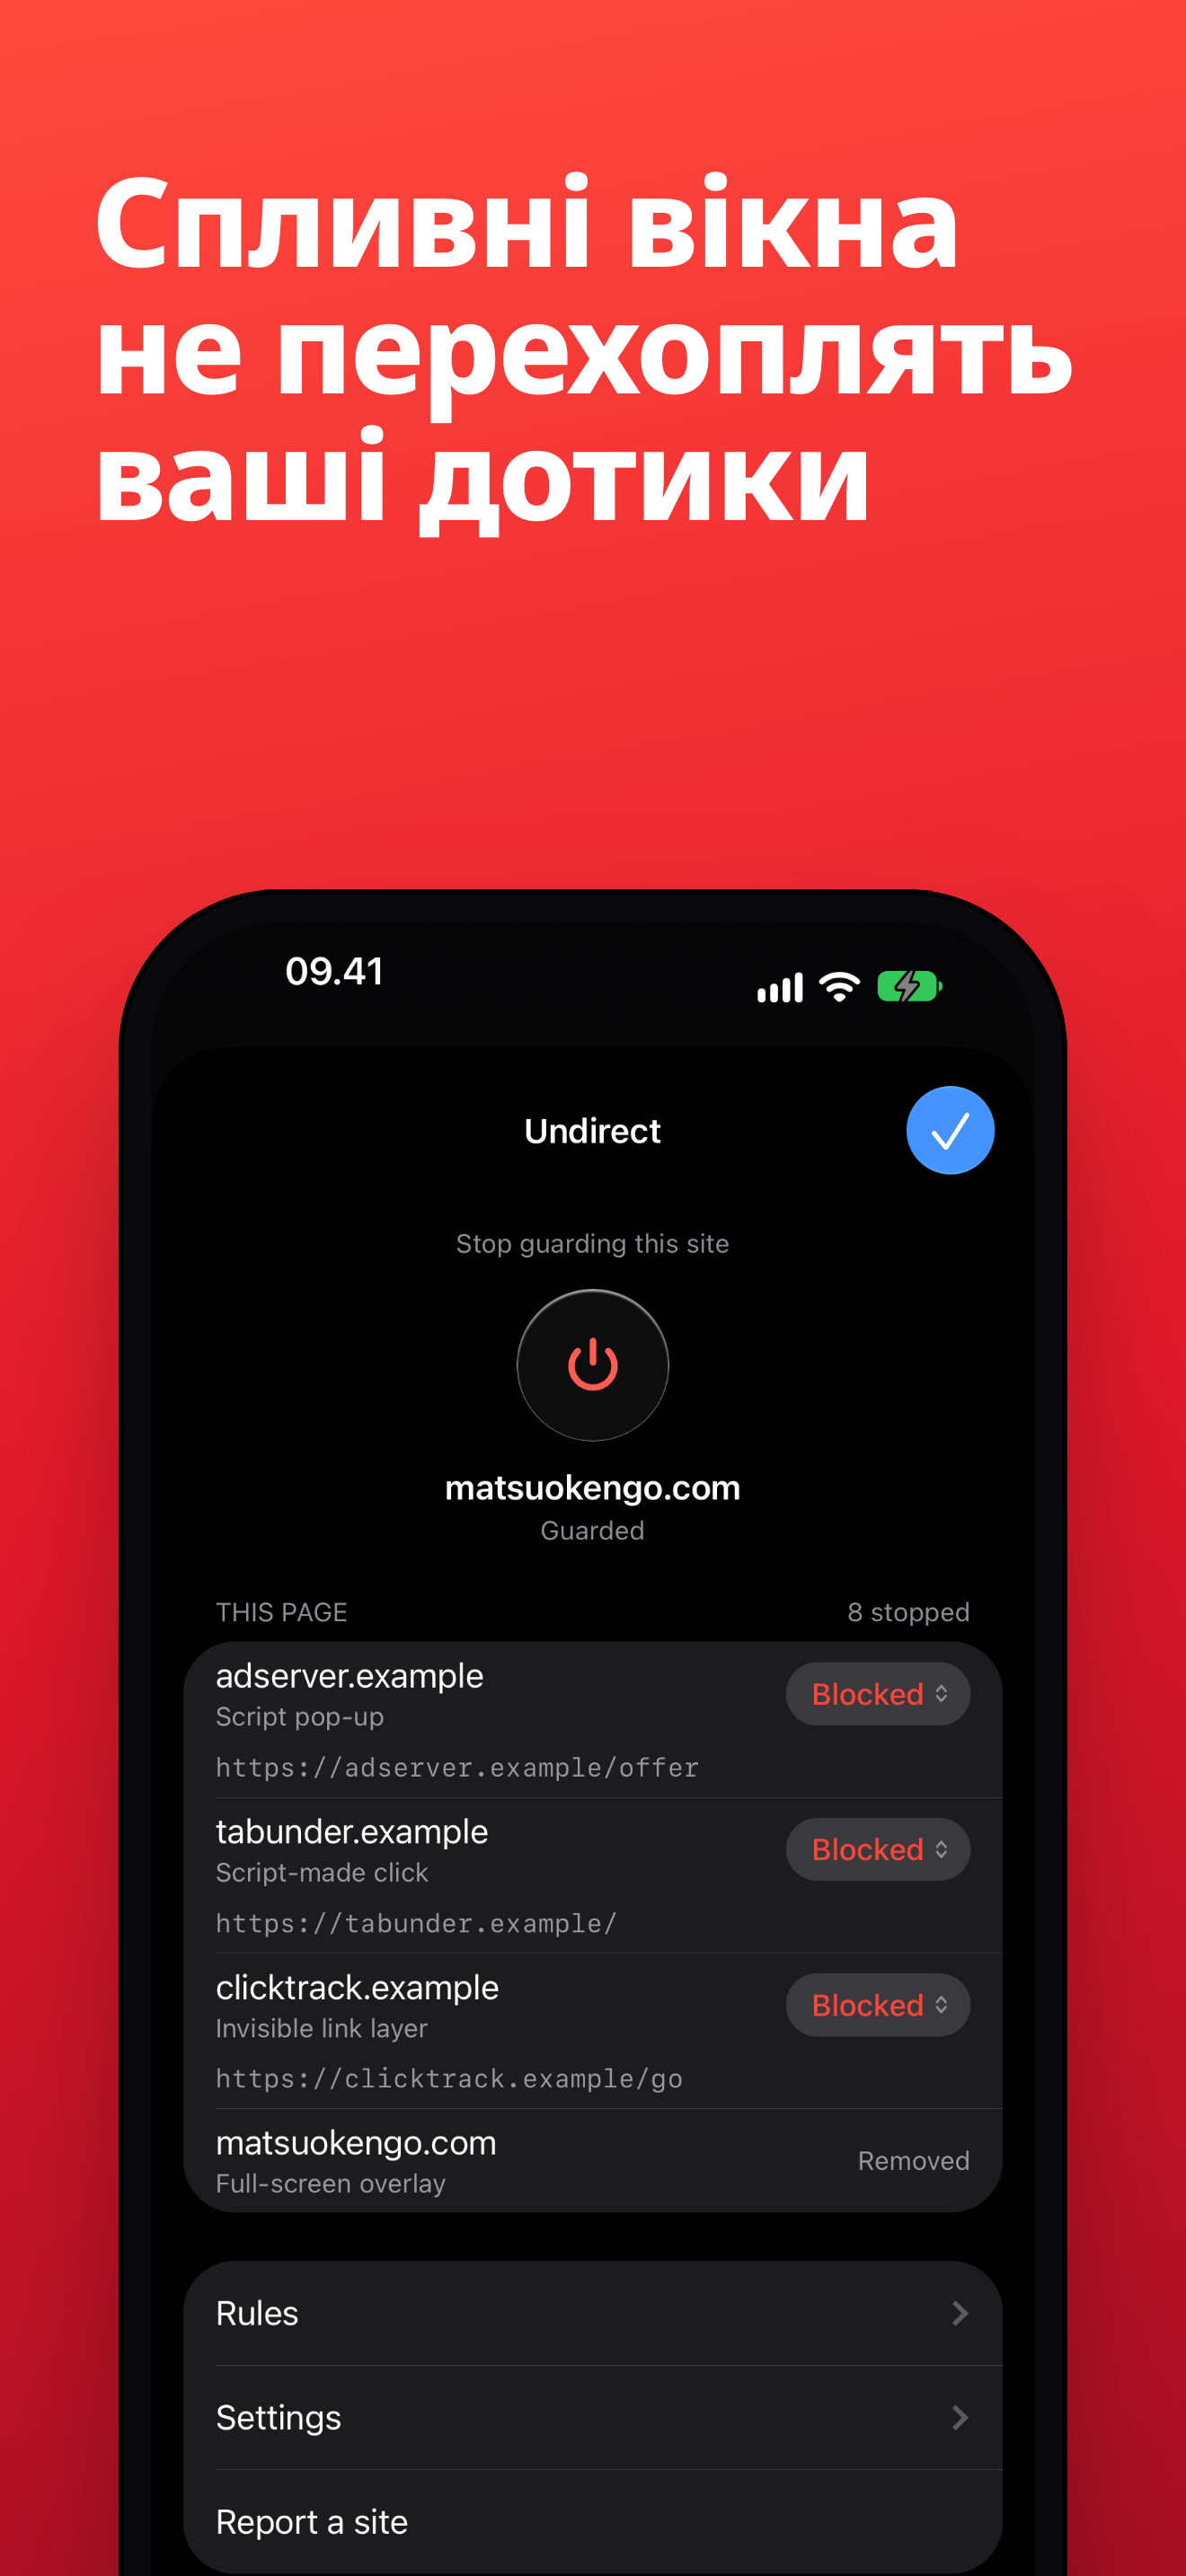 Спливні вікна
не перехоплять
ваші дотики
09.41
Undirect
Stop guarding this site
matsuokengo.com
Guarded
THIS PAGE 8 stopped
adserver.example Blocked
Script pop-up
https://adserver.example/offer
tabunder.example Blocked
Script-made click
https://tabunder.example/
clicktrack.example Blocked
Invisible link layer
https://clicktrack.example/go
matsuokengo.com Removed
Full-screen overlay
Rules
Settings
Report a site